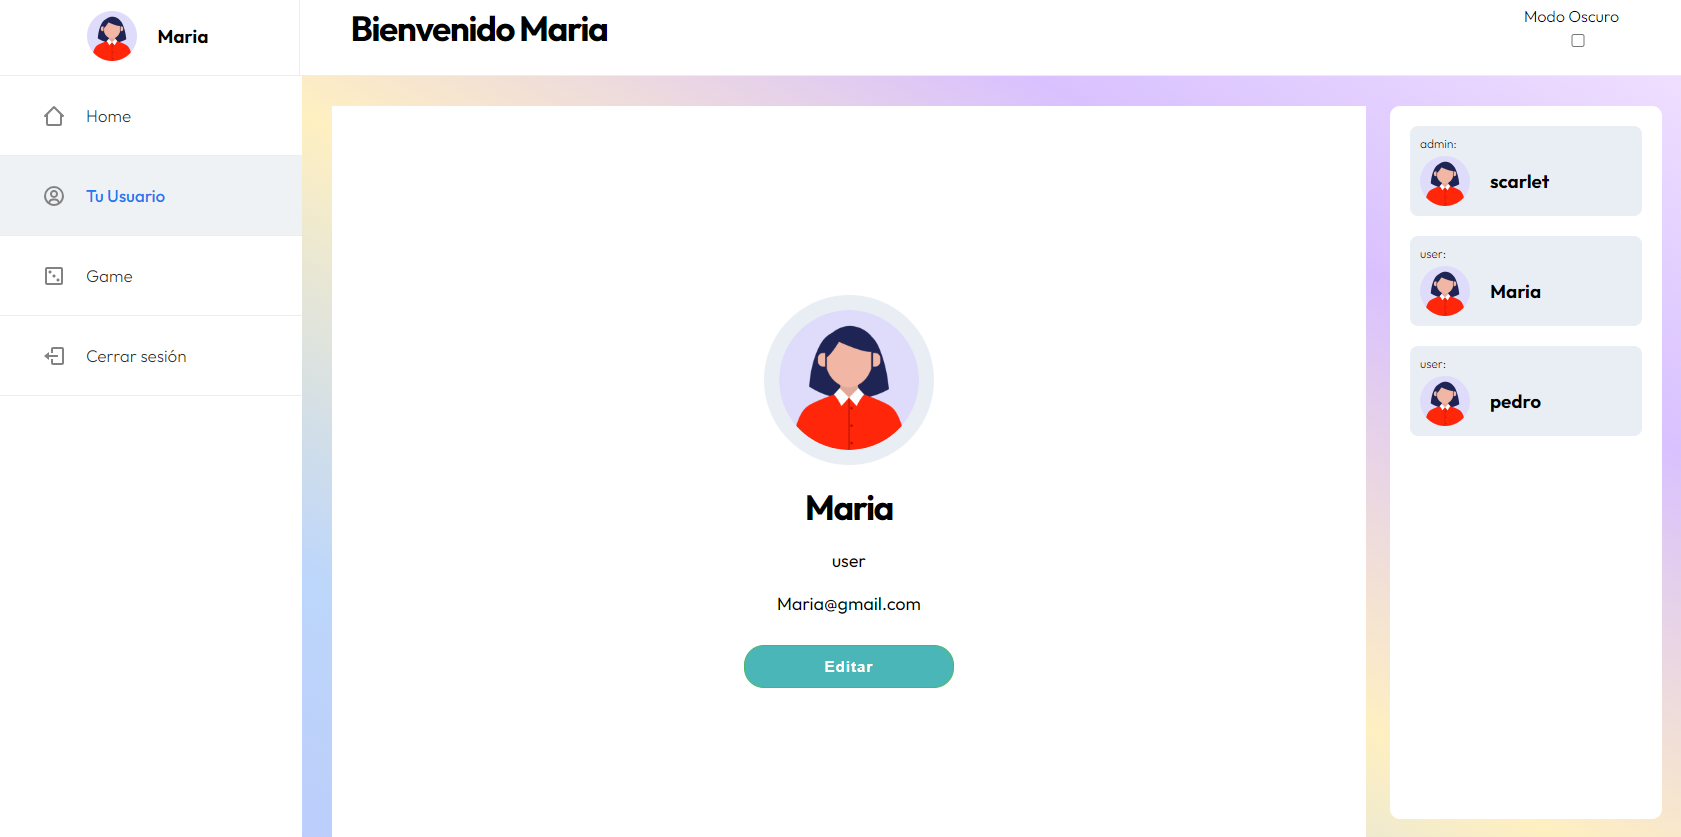 Maria
Bienvenido Maria
Modo Oscuro
Home
Tu Usuario
Game
Cerrar sesión
Maria
user
Maria@gmail.com
Editar
admin:
scarlet
user:
Maria
user:
pedro